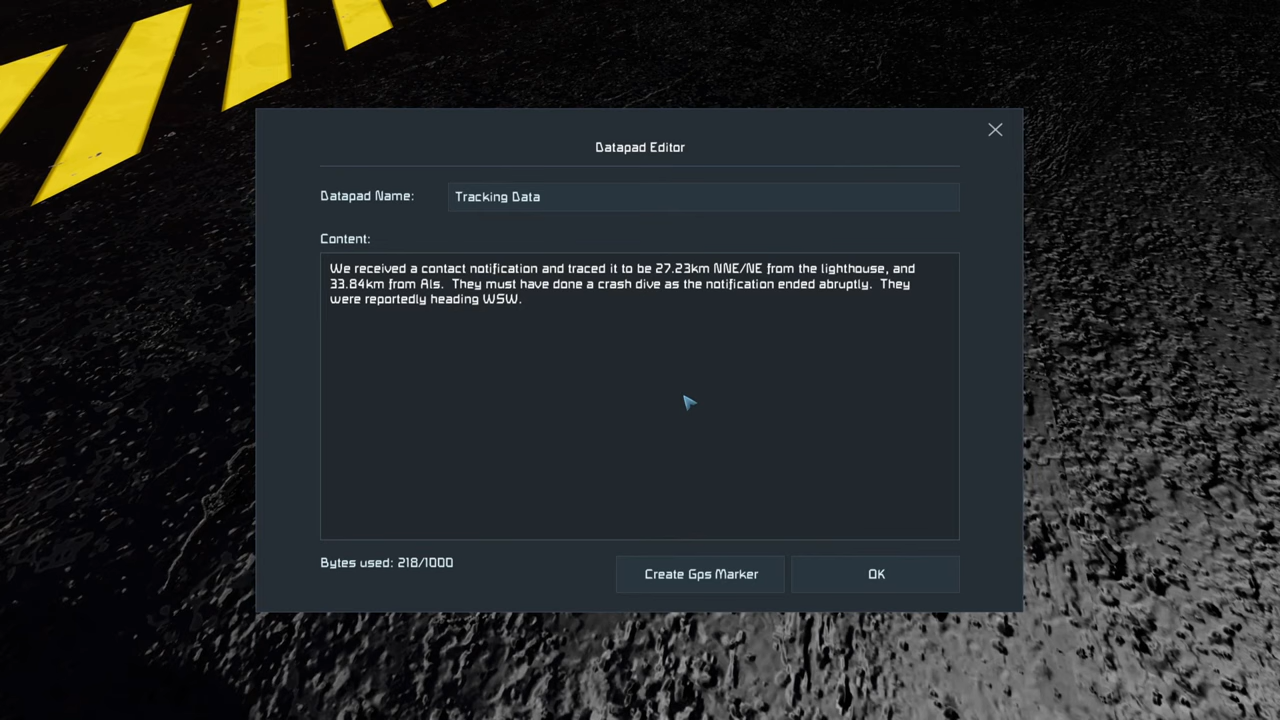 Datapad Editor
Datapad Name: Tracking Data
Content:
We received a contact notification and traced it to be 27.23km NNE/NE from the lighthouse, and
33.84km from Als.  They must have done a crash dive as the notification ended abruptly.  They
were reportedly heading WSW.
Bytes used: 218/1000
Create Gps Marker
OK